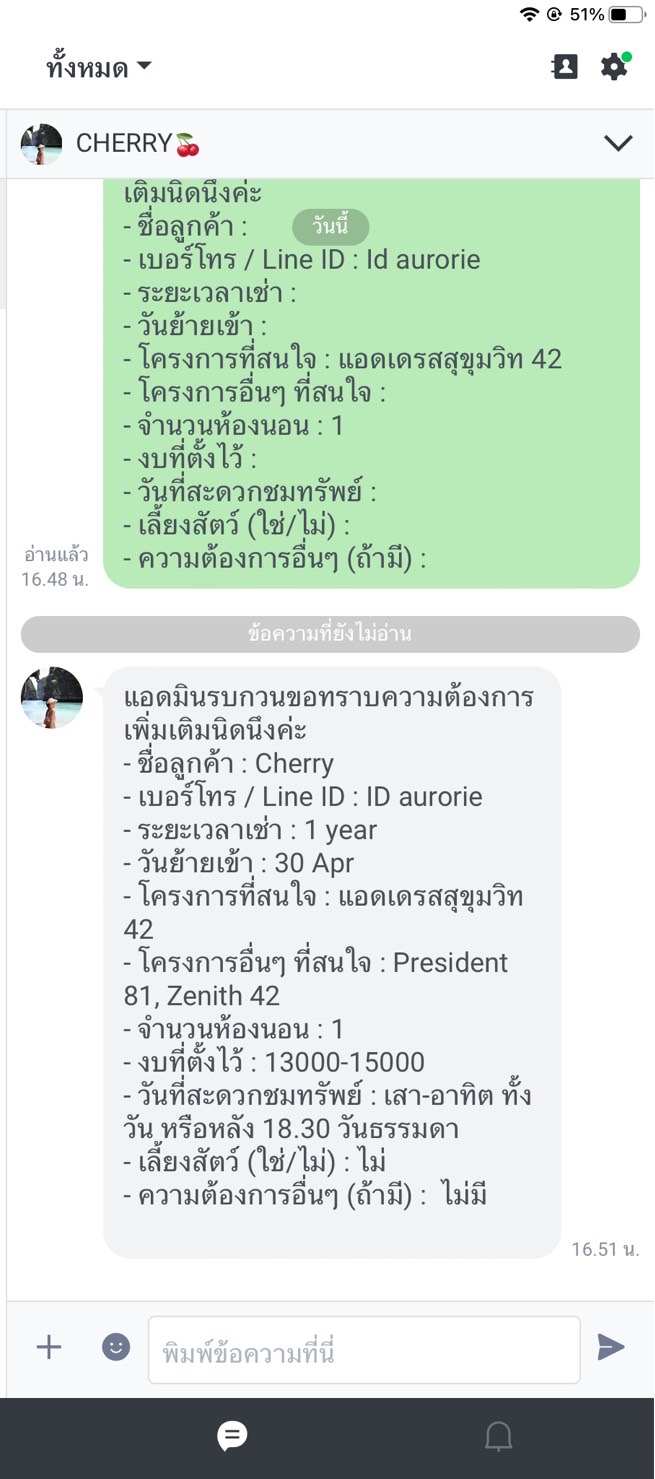 51%
ทั้งหมด
CHERRY🍒
เติมนิดนึงค่ะ
- ชื่อลูกค้า :
วันนี้
- เบอร์โทร / Line ID : Id aurorie
- ระยะเวลาเช่า :
- วันย้ายเข้า :
- โครงการที่สนใจ : แอดเดรสสุขุมวิท 42
- โครงการอื่นๆ ที่สนใจ :
- จำนวนห้องนอน : 1
- งบที่ตั้งไว้ :
- วันที่สะดวกชมทรัพย์ :
- เลี้ยงสัตว์ (ใช่/ไม่) :
- ความต้องการอื่นๆ (ถ้ามี) :
อ่านแล้ว
16.48 น.
ข้อความที่ยังไม่อ่าน
แอดมินรบกวนขอทราบความต้องการ
เพิ่มเติมนิดนึงค่ะ
- ชื่อลูกค้า : Cherry
- เบอร์โทร / Line ID : ID aurorie
- ระยะเวลาเช่า : 1 year
- วันย้ายเข้า : 30 Apr
- โครงการที่สนใจ : แอดเดรสสุขุมวิท
42
- โครงการอื่นๆ ที่สนใจ : President
81, Zenith 42
- จำนวนห้องนอน : 1
- งบที่ตั้งไว้ : 13000-15000
- วันที่สะดวกชมทรัพย์ : เสา-อาทิต ทั้ง
วัน หรือหลัง 18.30 วันธรรมดา
- เลี้ยงสัตว์ (ใช่/ไม่) : ไม่
- ความต้องการอื่นๆ (ถ้ามี) :  ไม่มี
16.51 น.
พิมพ์ข้อความที่นี่